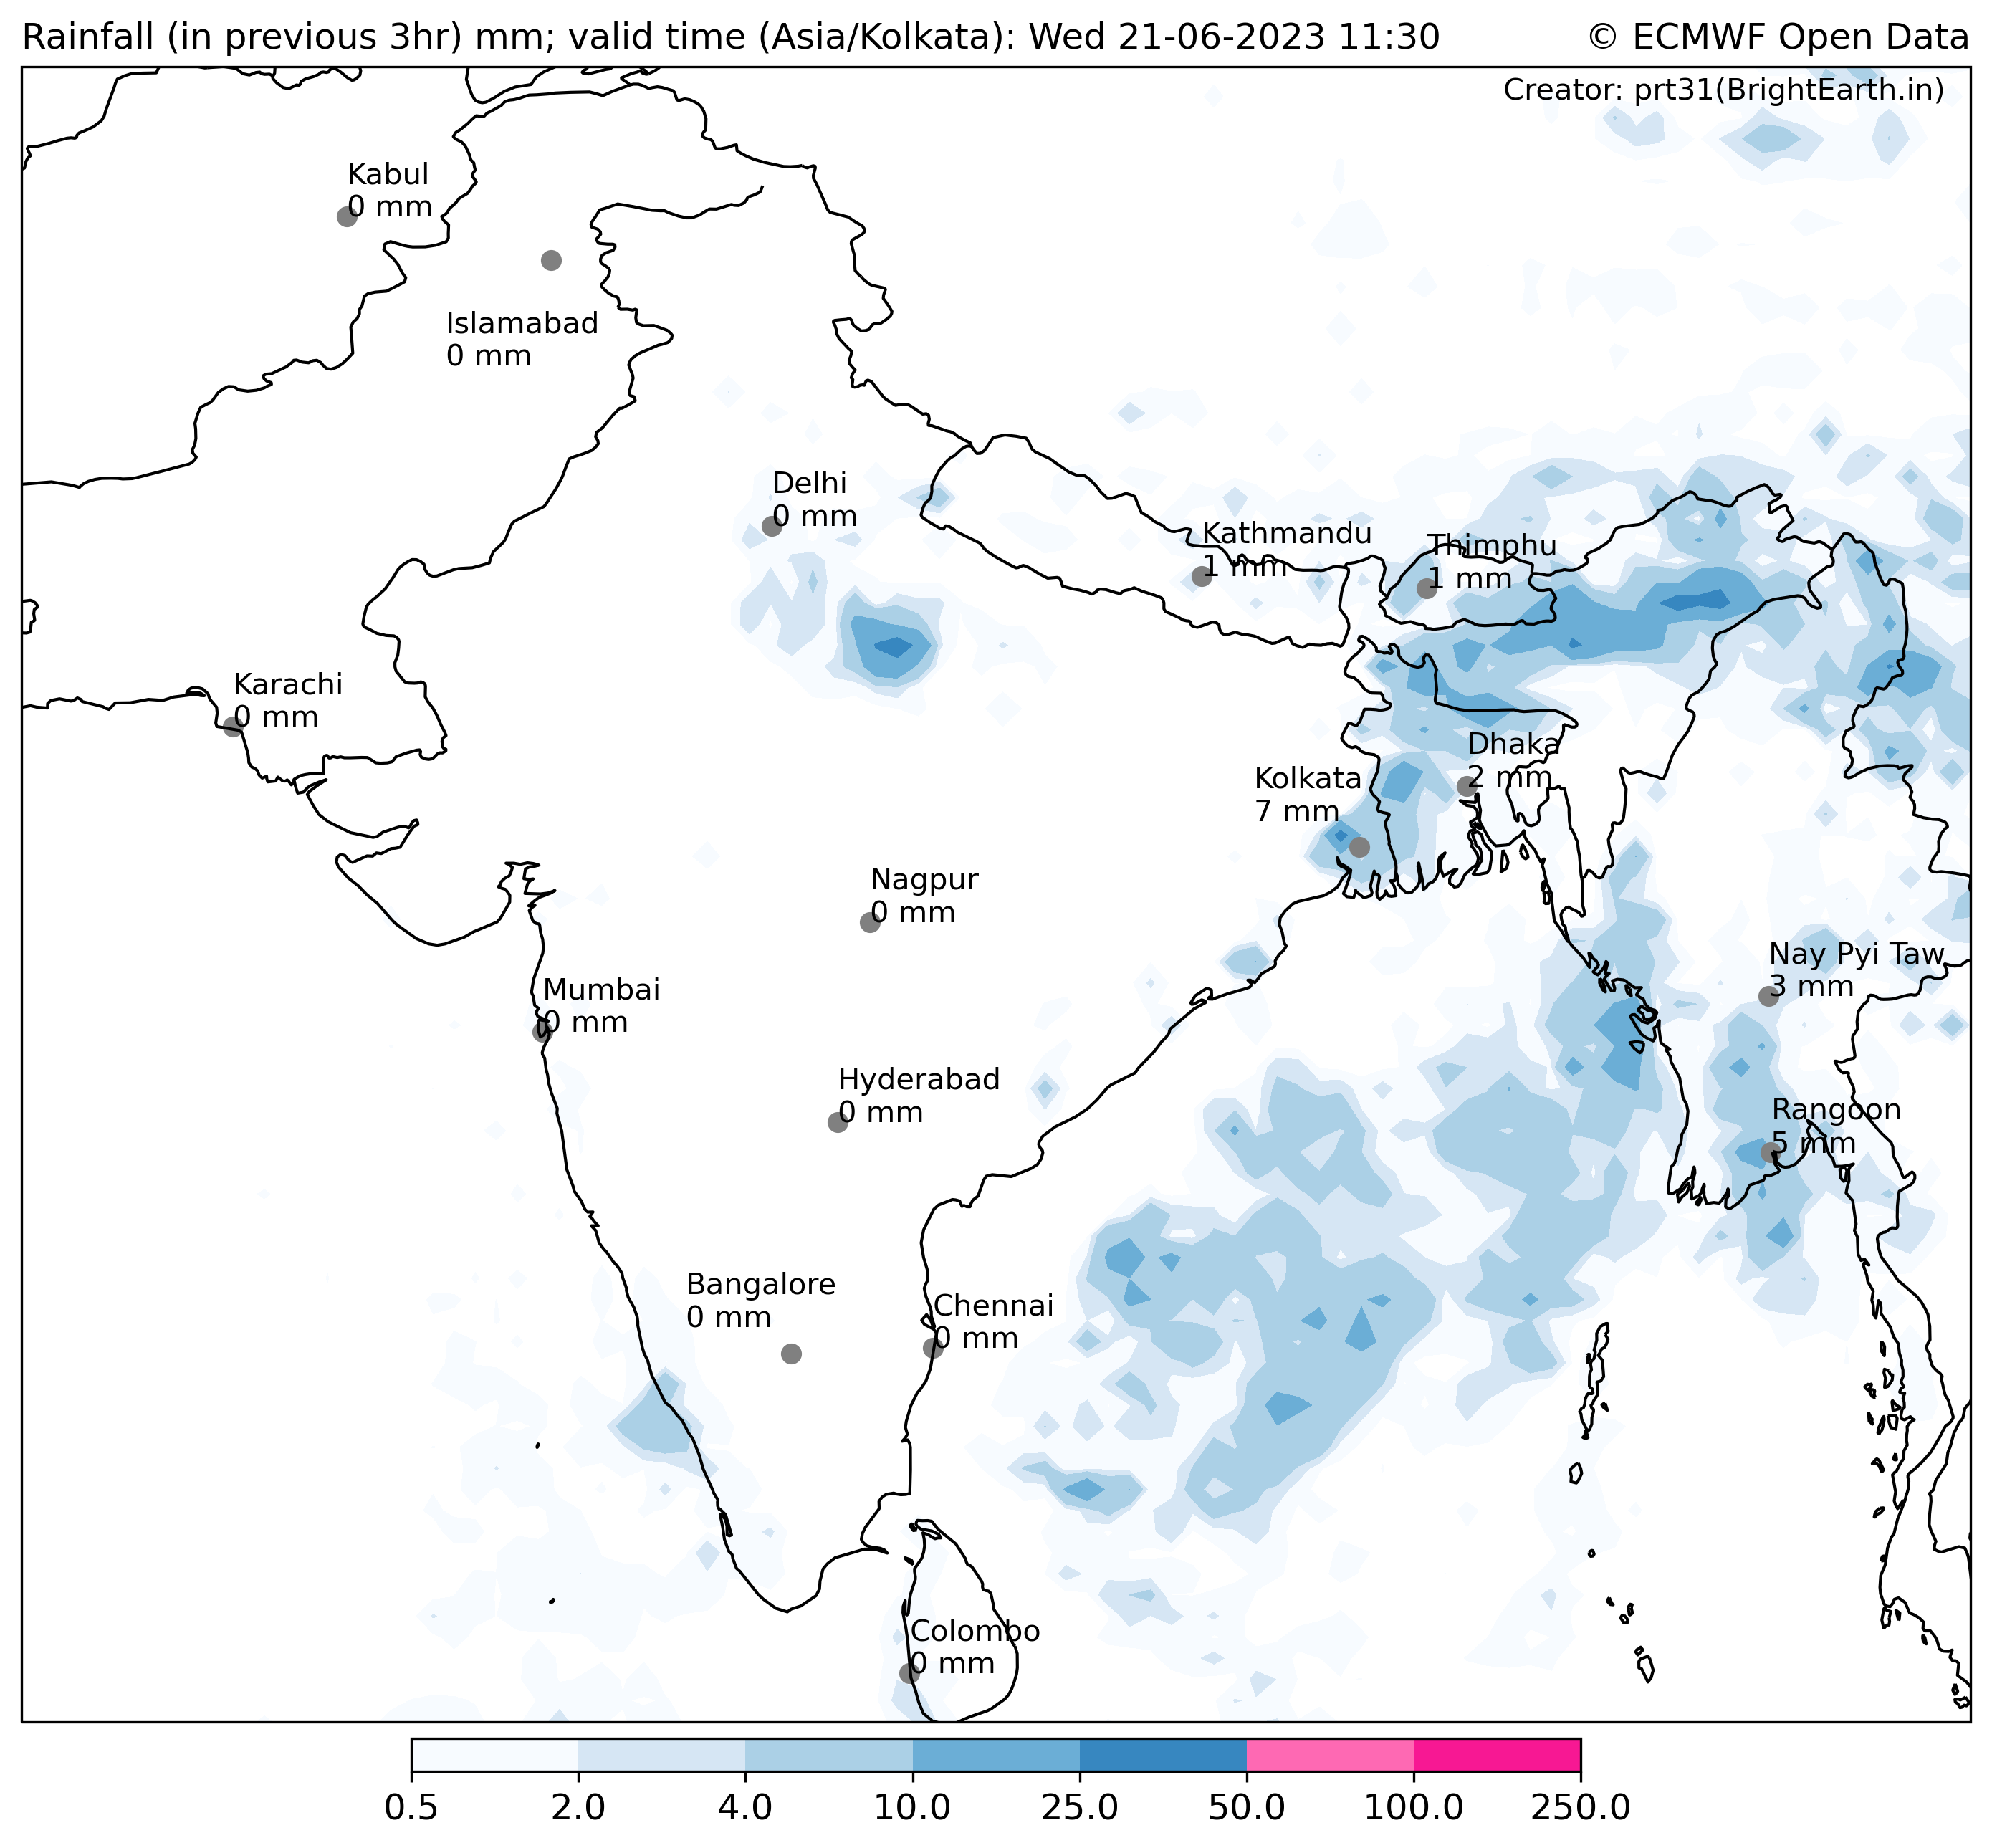 Rainfall (in previous 3hr) mm; valid time (Asia/Kolkata): Wed 21-06-2023 11:30
© ECMWF Open Data
Creator: prt31(BrightEarth.in)
Kabul
0 mm
Islamabad
0 mm
Delhi
0 mm
Kathmandu
1 mm
Thimphu
1 mm
Karachi
0 mm
Dhaka
2 mm
Kolkata
7 mm
Nagpur
0 mm
Nay Pyi Taw
3 mm
Mumbai
0 mm
Hyderabad
0 mm
Rangoon
5 mm
Bangalore
0 mm
Chennai
0 mm
Colombo
0 mm
0.5 2.0 4.0 10.0 25.0 50.0 100.0 250.0